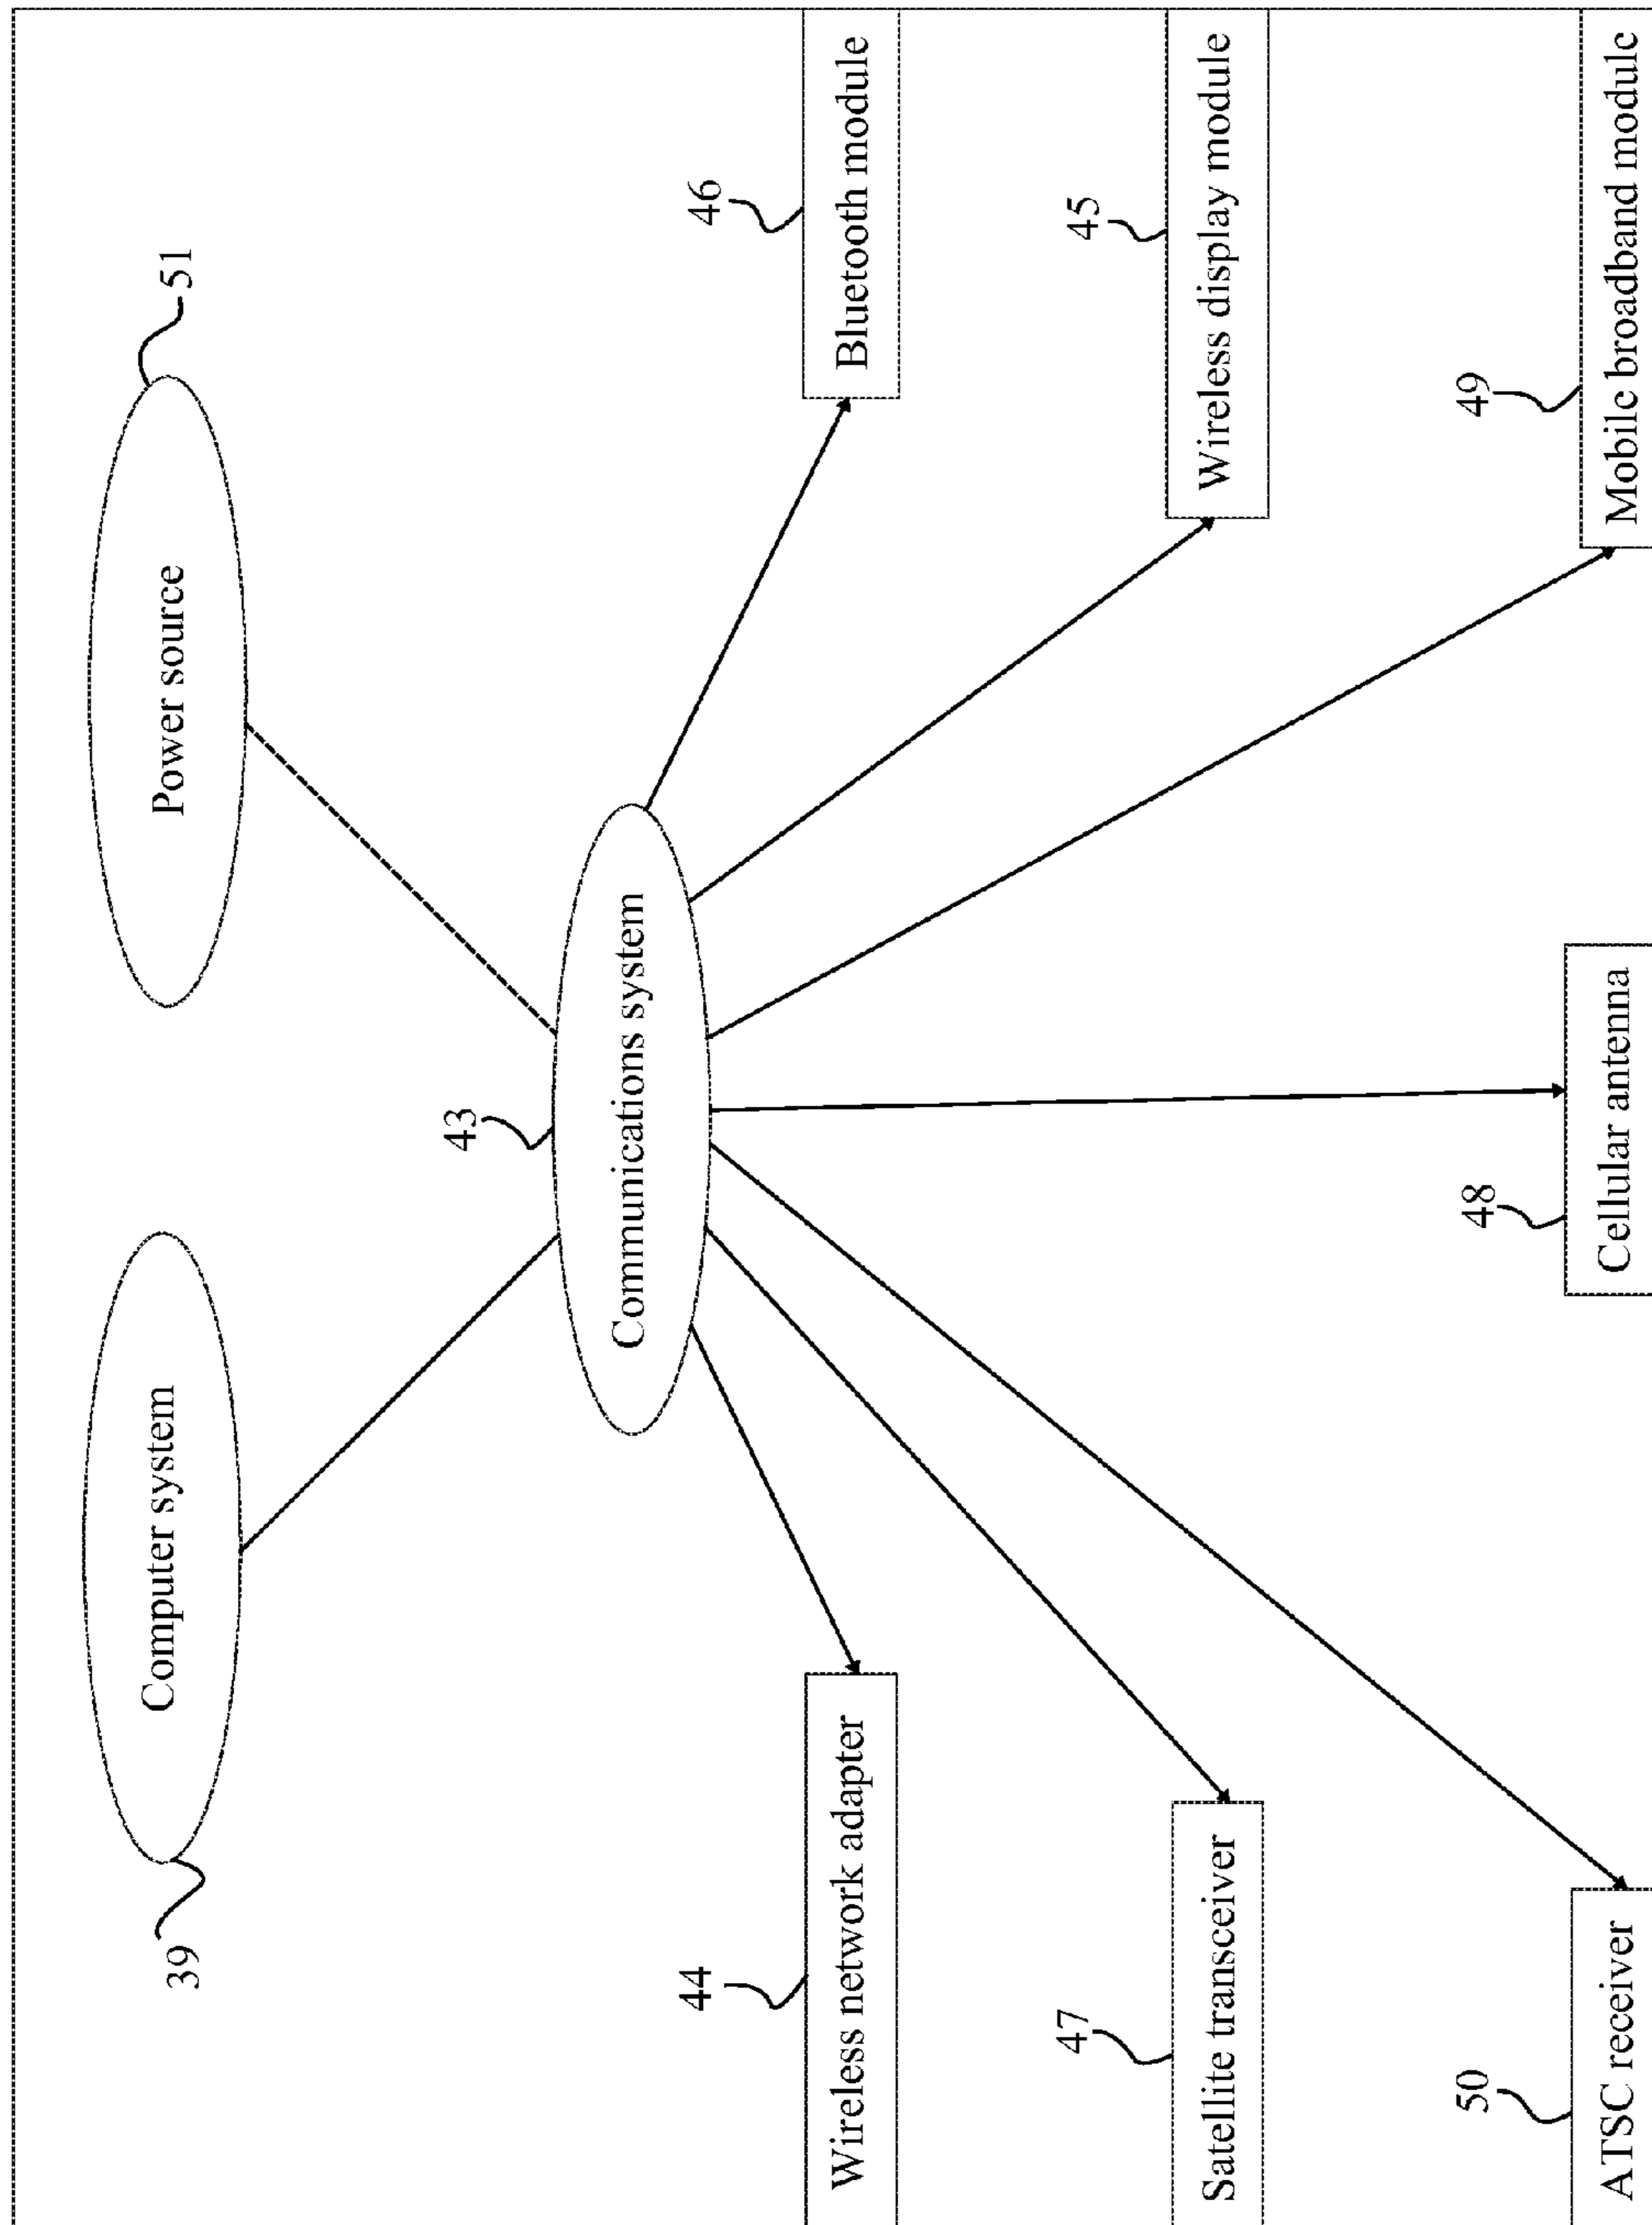 39
Computer system
Power source
51
43
Communications system
44
Wireless network adapter
46
Bluetooth module
47
Satellite transceiver
45
Wireless display module
50
ATSC receiver
48
Cellular antenna
49
Mobile broadband module